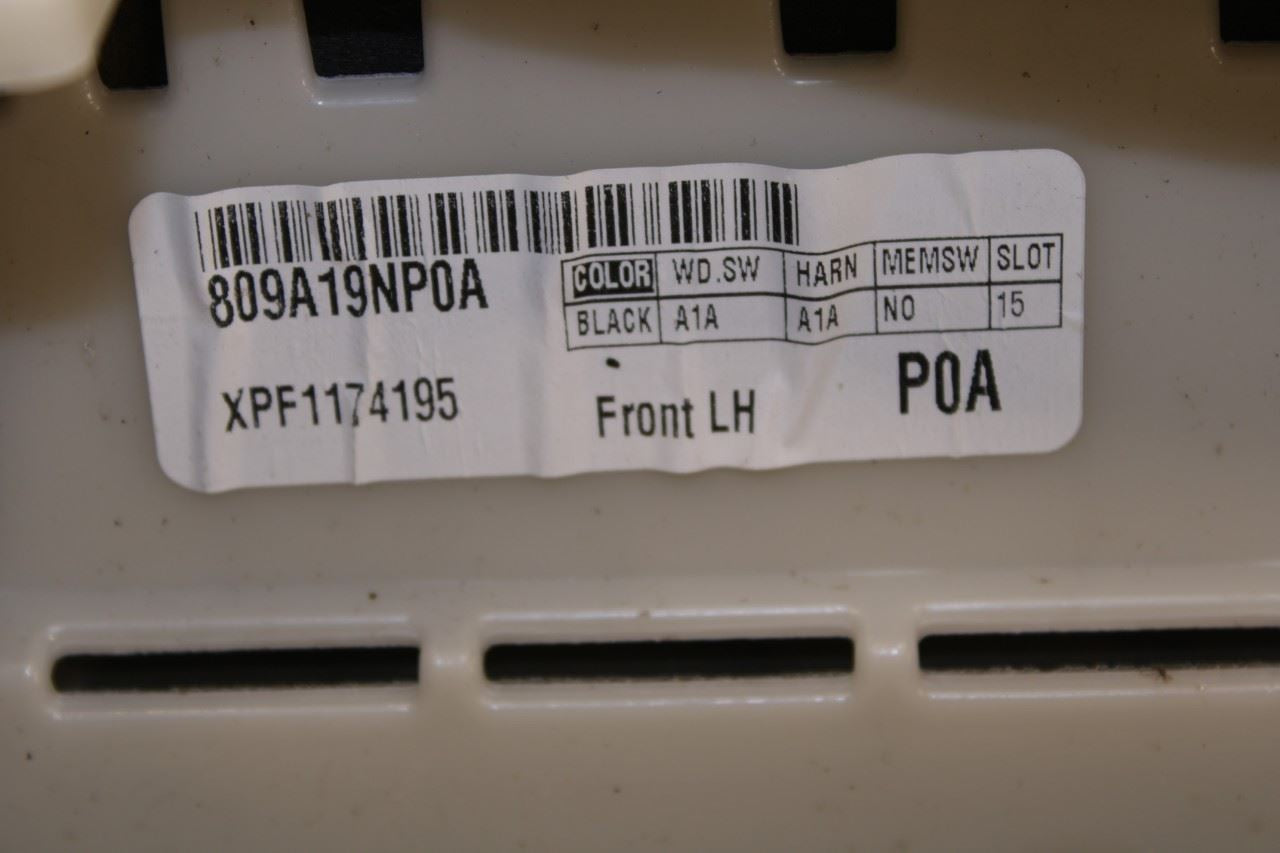 809A19NP0A
COLOR WD.SW HARN MEMSW SLOT
BLACK A1A A1A NO 15
XPF1174195
Front LH
P0A